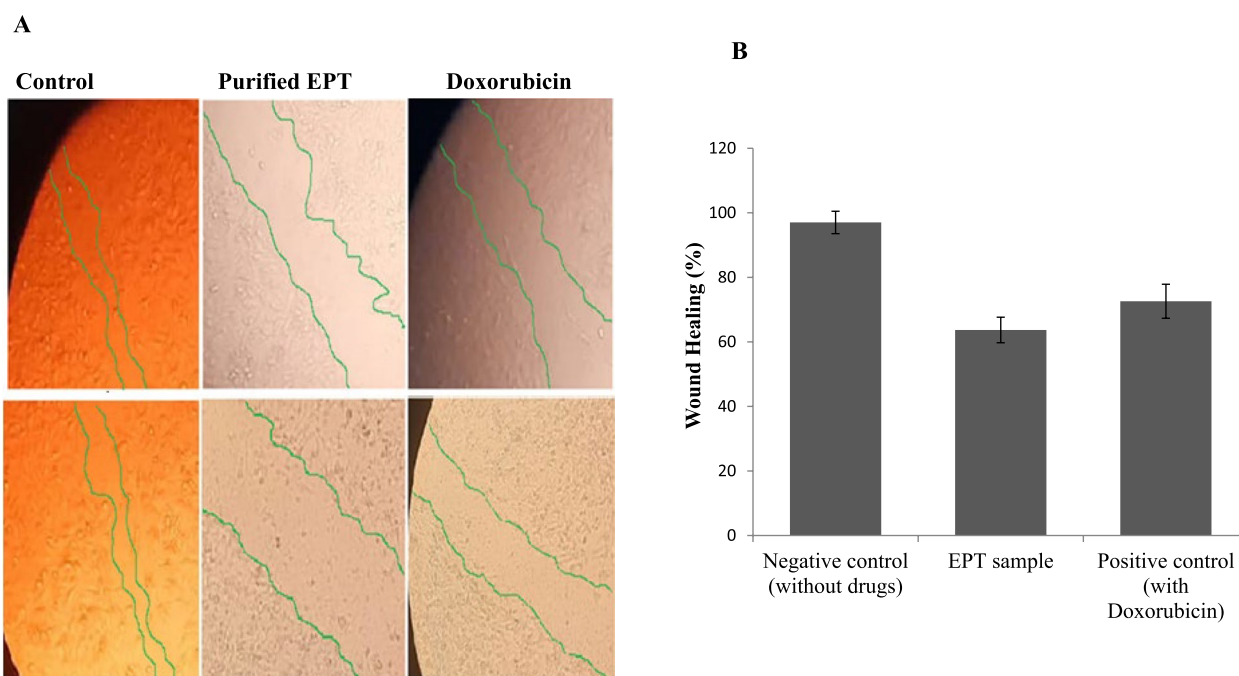 A
Control
Purified EPT
Doxorubicin
B
Wound Healing (%)
120
100
80
60
40
20
0
Negative control
(without drugs)
EPT sample
Positive control
(with
Doxorubicin)